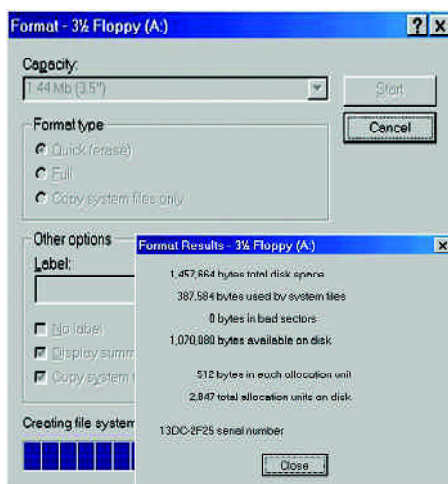 Format - 3½ Floppy (A:)
Capacity:
1.44 Mb (3.5")
Start
Cancel
Format type
Quick (erase)
Full
Copy system files only
Other options
Label:
No label
Display summ
Copy system
Creating file system
Format Results - 3½ Floppy (A:)
1,457,664 bytes total disk space
387,584 bytes used by system files
0 bytes in bad sectors
1,070,080 bytes available on disk
512 bytes in each allocation unit
2,847 total allocation units on disk
13DC-2F25 serial number
Close